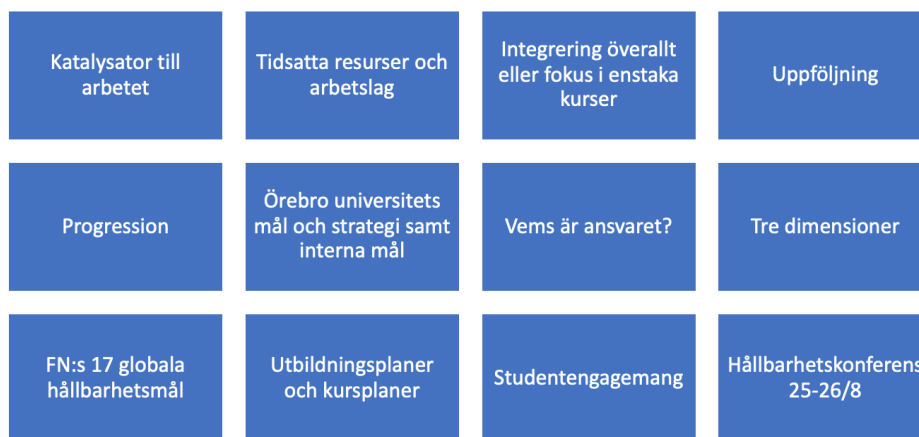 Katalysator till
arbetet
Tidsatta resurser och
arbetslag
Integrering överallt
eller fokus i enstaka
kurser
Uppföljning
Progression
Örebro universitets
mål och strategi samt
interna mål
Vems är ansvaret?
Tre dimensioner
FN:s 17 globala
hållbarhetsmål
Utbildningsplaner
och kursplaner
Studentengagemang
Hållbarhetskonferens
25-26/8